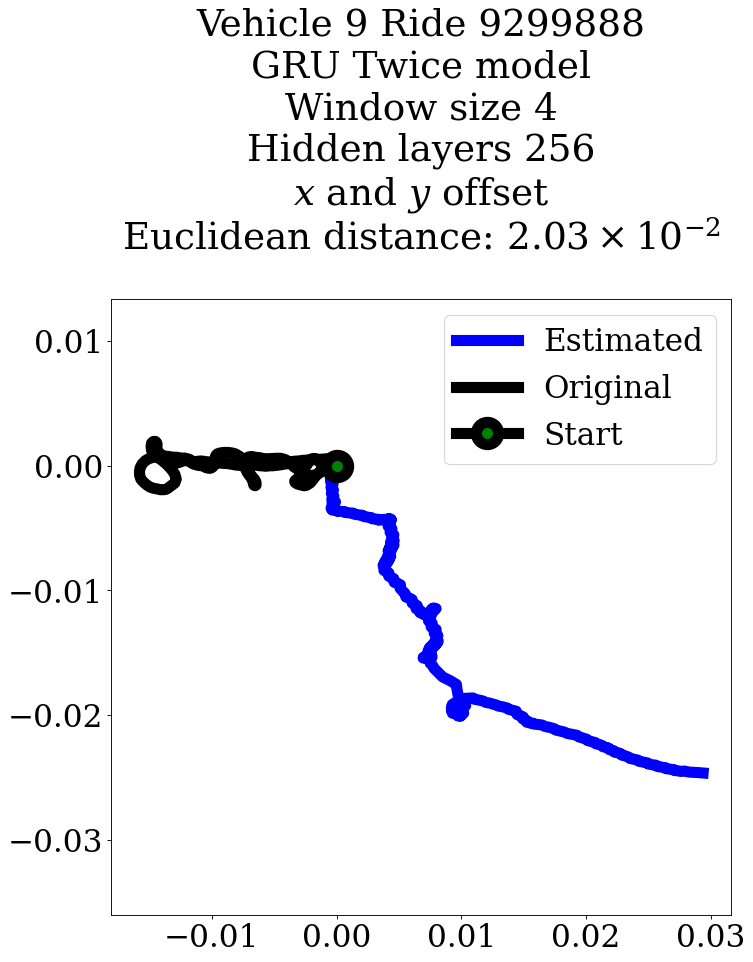 Vehicle 9 Ride 9299888
GRU Twice model
Window size 4
Hidden layers 256
x and y offset
Euclidean distance: 2.03 × 10⁻²
Estimated
Original
Start
0.01
0.00
−0.01
−0.02
−0.03
−0.01 0.00 0.01 0.02 0.03